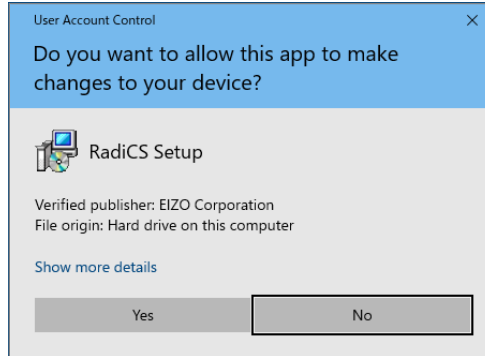 User Account Control
Do you want to allow this app to make
changes to your device?
RadiCS Setup
Verified publisher: EIZO Corporation
File origin: Hard drive on this computer
Show more details
Yes
No